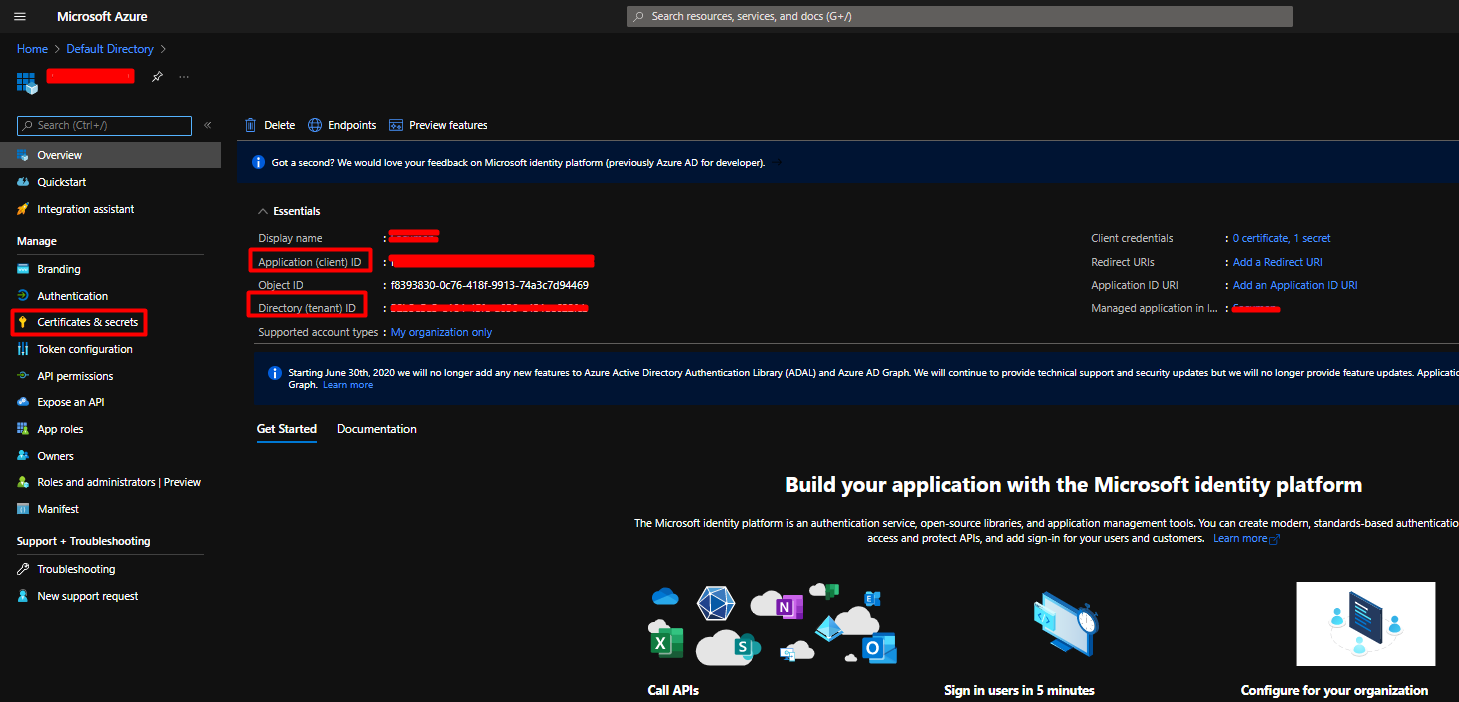 Microsoft Azure
Search resources, services, and docs (G+/)
Home > Default Directory >
Search (Ctrl+/)
«
Overview
Quickstart
Integration assistant
Manage
Branding
Authentication
Certificates & secrets
Token configuration
API permissions
Expose an API
App roles
Owners
Roles and administrators | Preview
Manifest
Support + Troubleshooting
Troubleshooting
New support request
Delete Endpoints Preview features
Got a second? We would love your feedback on Microsoft identity platform (previously Azure AD for developer). →
Essentials
Display name :
Application (client) ID :
Object ID : f8393830-0c76-418f-9913-74a3c7d94469
Directory (tenant) ID :
Supported account types : My organization only
Client credentials : 0 certificate, 1 secret
Redirect URIs : Add a Redirect URI
Application ID URI : Add an Application ID URI
Managed application in l... :
Starting June 30th, 2020 we will no longer add any new features to Azure Active Directory Authentication Library (ADAL) and Azure AD Graph. We will continue to provide technical support and security updates but we will no longer provide feature updates. Applicatio
Graph. Learn more
Get Started Documentation
Build your application with the Microsoft identity platform
The Microsoft identity platform is an authentication service, open-source libraries, and application management tools. You can create modern, standards-based authenticatio
access and protect APIs, and add sign-in for your users and customers. Learn more
N
E
X
S
O
Call APIs
Sign in users in 5 minutes
Configure for your organization